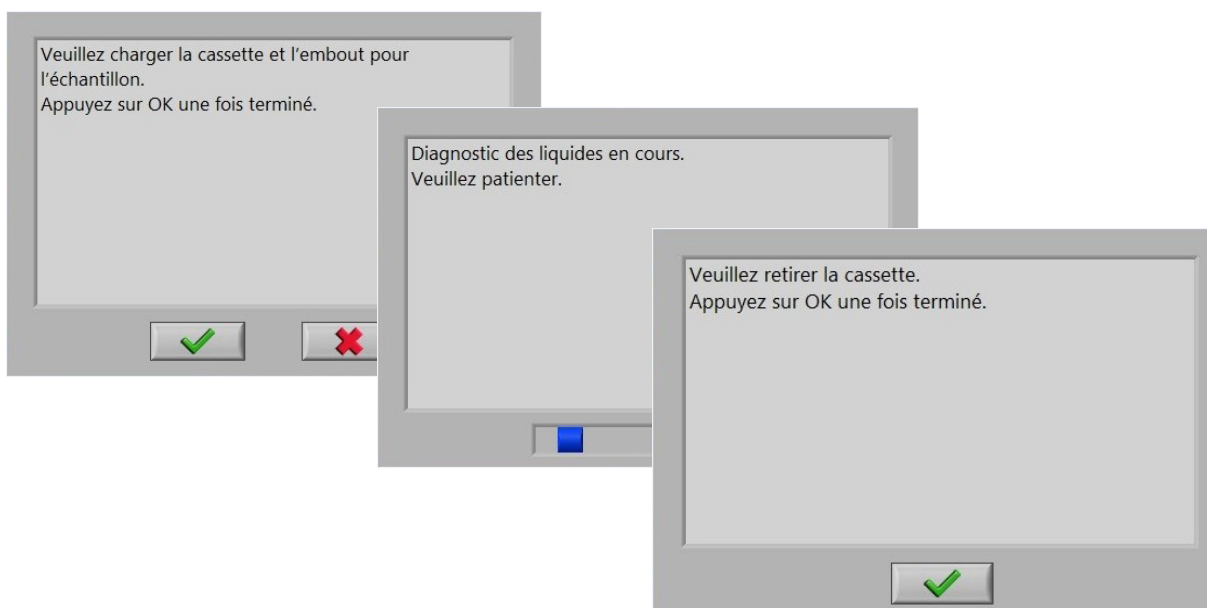 Veuillez charger la cassette et l’embout pour
l’échantillon.
Appuyez sur OK une fois terminé.
Diagnostic des liquides en cours.
Veuillez patienter.
Veuillez retirer la cassette.
Appuyez sur OK une fois terminé.